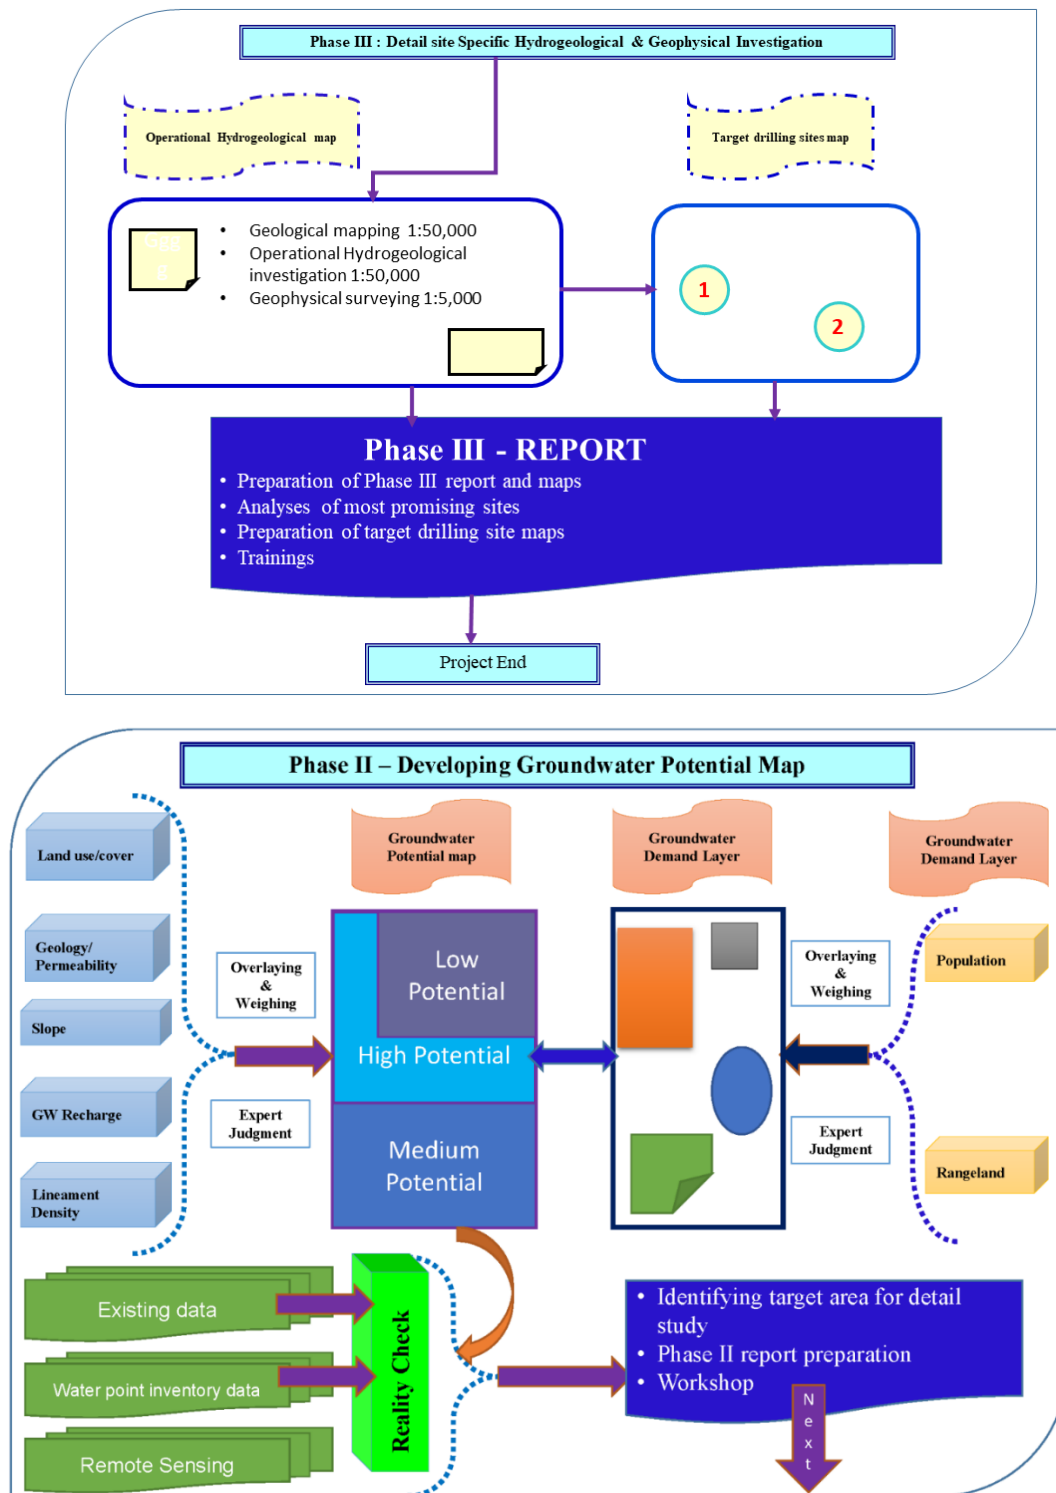 Phase III : Detail site Specific Hydrogeological & Geophysical Investigation
Operational Hydrogeological map
Target drilling sites map
• Geological mapping 1:50,000
• Operational Hydrogeological
investigation 1:50,000
• Geophysical surveying 1:5,000
1
2
Phase III - REPORT
• Preparation of Phase III report and maps
• Analyses of most promising sites
• Preparation of target drilling site maps
• Trainings
Project End
Phase II – Developing Groundwater Potential Map
Land use/cover
Geology/
Permeability
Slope
GW Recharge
Lineament
Density
Overlaying
&
Weighing
Expert
Judgment
Groundwater
Potential map
Low
Potential
High Potential
Medium
Potential
Groundwater
Demand Layer
Groundwater
Demand Layer
Overlaying
&
Weighing
Expert
Judgment
Population
Rangeland
Existing data
Water point inventory data
Remote Sensing
Reality Check
• Identifying target area for detail
study
• Phase II report preparation
• Workshop
Next